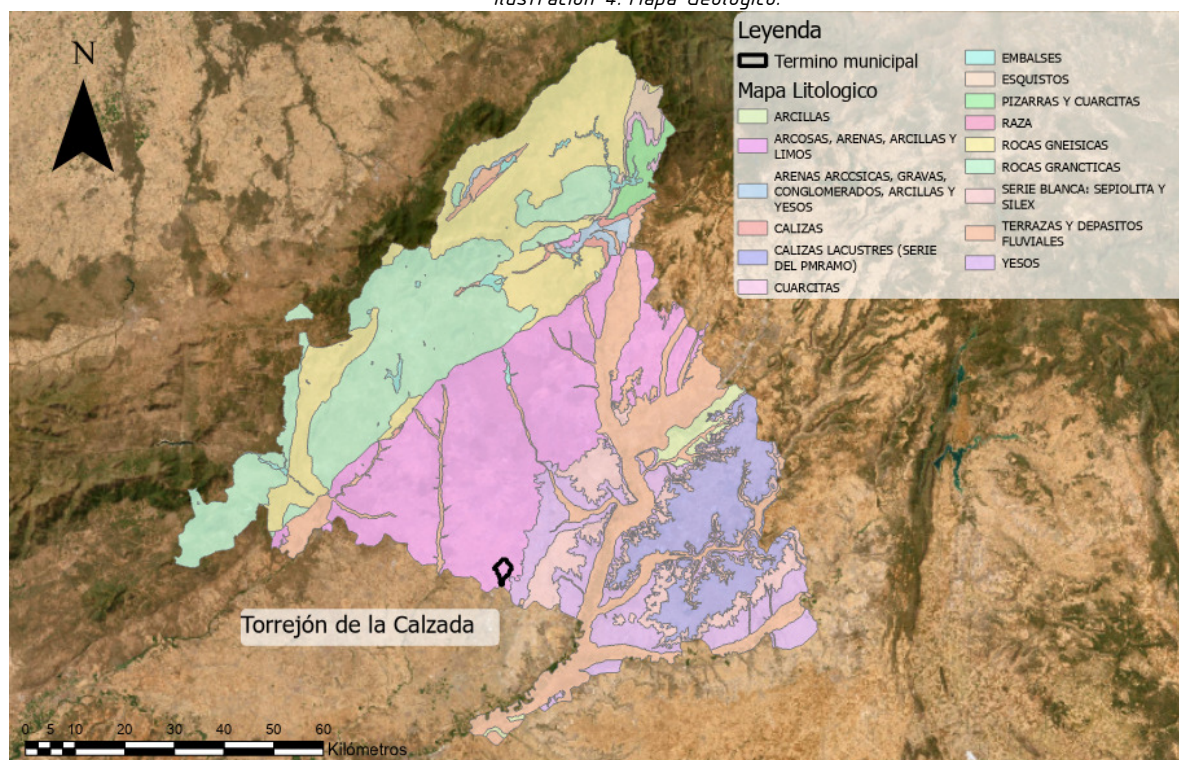 Ilustración 4. Mapa Geológico.
N
Leyenda
Termino municipal
Mapa Litologico
ARCILLAS
ARCOSAS, ARENAS, ARCILLAS Y
LIMOS
ARENAS ARCCSICAS, GRAVAS,
CONGLOMERADOS, ARCILLAS Y
YESOS
CALIZAS
CALIZAS LACUSTRES (SERIE
DEL PMRAMO)
CUARCITAS
EMBALSES
ESQUISTOS
PIZARRAS Y CUARCITAS
RAZA
ROCAS GNEISICAS
ROCAS GRANCTICAS
SERIE BLANCA: SEPIOLITA Y
SILEX
TERRAZAS Y DEPASITOS
FLUVIALES
YESOS
Torrejón de la Calzada
0 5 10 20 30 40 50 60
Kilómetros